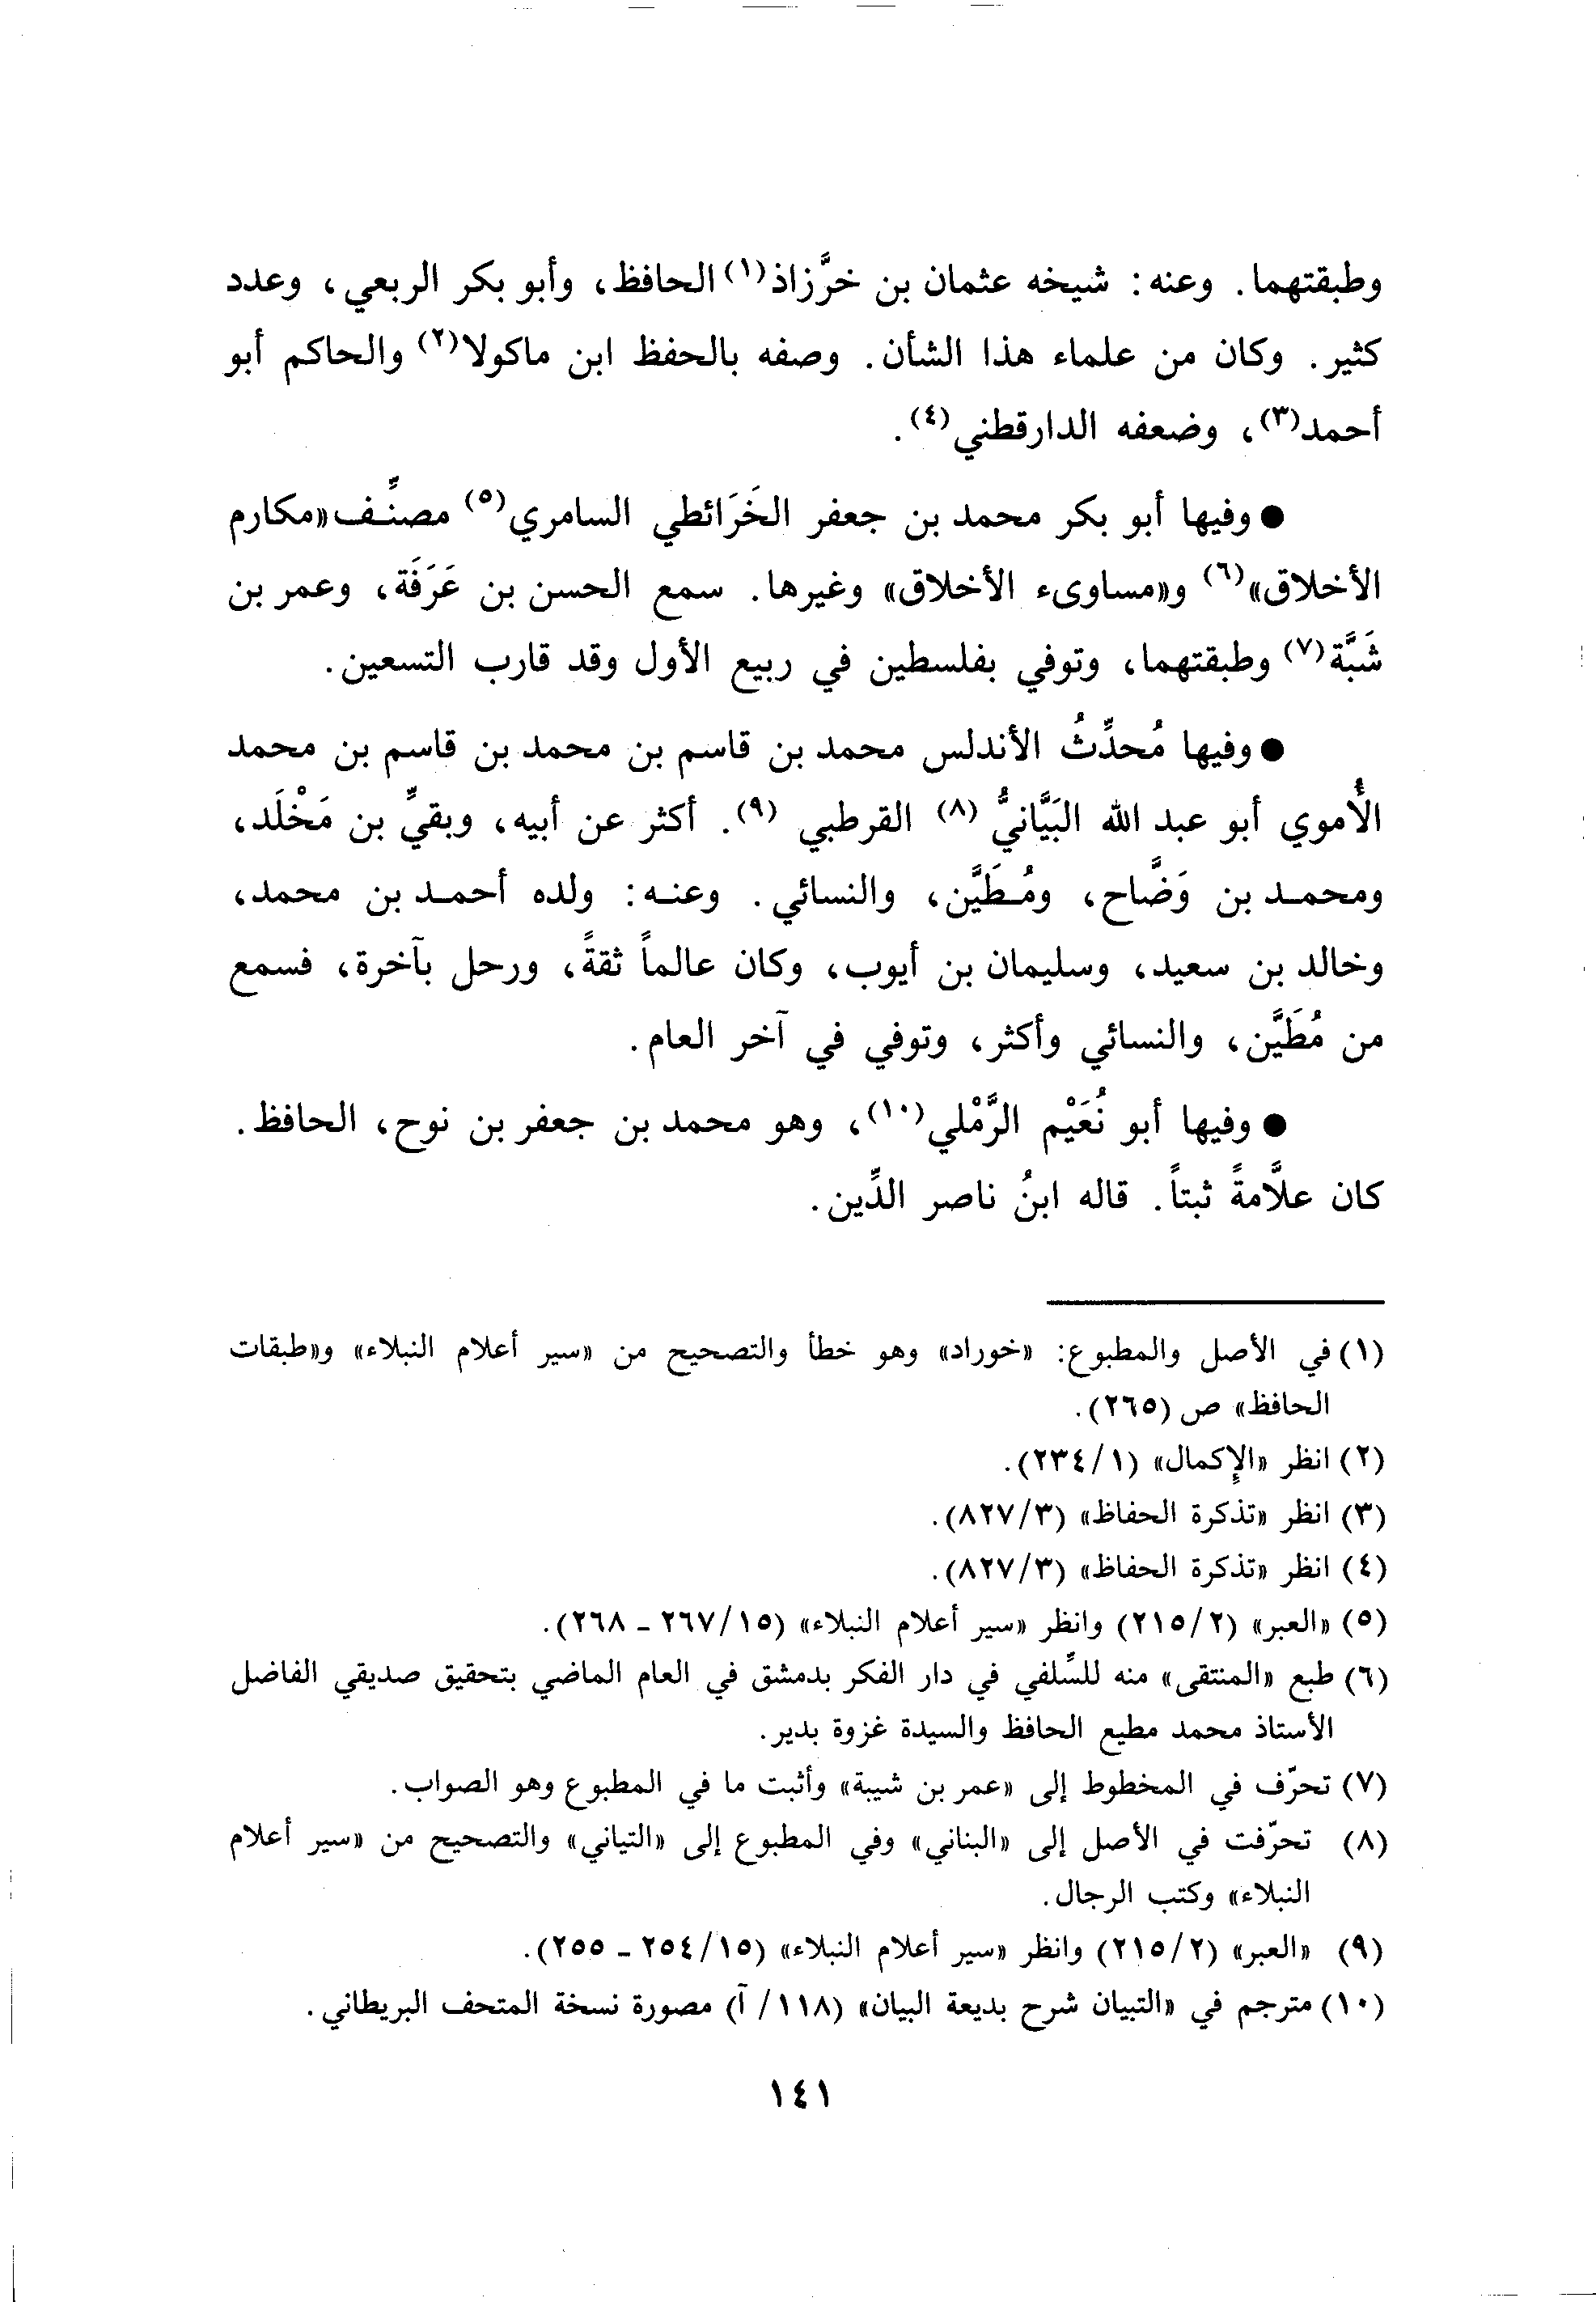 وطبقتهما. وعنه: شيخه عثمان بن خرَّزاذ(١) الحافظ، وأبو بكر الربعي، وعدد
كثير. وكان من علماء هذا الشأن. وصفه بالحفظ ابن ماكولا(٢) والحاكم أبو
أحمد(٣)، وضعفه الدارقطني(٤).
● وفيها أبو بكر محمد بن جعفر الخَرَائطي السامري(٥) مصنِّف «مكارم
الأخلاق»(٦) و«مساوىء الأخلاق» وغيرها. سمع الحسن بن عَرَفَة، وعمر بن
شَبَّة(٧) وطبقتهما، وتوفي بفلسطين في ربيع الأول وقد قارب التسعين.
● وفيها مُحدِّثُ الأندلس محمد بن قاسم بن محمد بن قاسم بن محمد
الأُموي أبو عبد الله البَيَّانيُّ (٨) القرطبي (٩). أكثر عن أبيه، وبقيِّ بن مَخْلَد،
ومحمد بن وَضَّاح، ومُطَيَّن، والنسائي. وعنه: ولده أحمد بن محمد،
وخالد بن سعيد، وسليمان بن أيوب، وكان عالماً ثقةً، ورحل بآخرة، فسمع
من مُطَيَّن، والنسائي وأكثر، وتوفي في آخر العام.
● وفيها أبو نُعَيْم الرَّمْلي(١٠)، وهو محمد بن جعفر بن نوح، الحافظ.
كان علاَّمةً ثبتاً. قاله ابنُ ناصر الدِّين.
(١) في الأصل والمطبوع: «خوراد» وهو خطأ والتصحيح من «سير أعلام النبلاء» و«طبقات
الحافظ» ص (٢٦٥).
(٢) انظر «الإكمال» (١/٢٣٤).
(٣) انظر «تذكرة الحفاظ» (٣/٨٢٧).
(٤) انظر «تذكرة الحفاظ» (٣/٨٢٧).
(٥) «العبر» (٢/٢١٥) وانظر «سير أعلام النبلاء» (١٥/٢٦٧ - ٢٦٨).
(٦) طبع «المنتقى» منه للسِّلفي في دار الفكر بدمشق في العام الماضي بتحقيق صديقي الفاضل
الأستاذ محمد مطيع الحافظ والسيدة غزوة بدير.
(٧) تحرّف في المخطوط إلى «عمر بن شيبة» وأثبت ما في المطبوع وهو الصواب.
(٨) تحرّفت في الأصل إلى «البناني» وفي المطبوع إلى «التياني» والتصحيح من «سير أعلام
النبلاء» وكتب الرجال.
(٩) «العبر» (٢/٢١٥) وانظر «سير أعلام النبلاء» (١٥/٢٥٤ - ٢٥٥).
(١٠) مترجم في «التبيان شرح بديعة البيان» (١١٨/ آ) مصورة نسخة المتحف البريطاني.
١٤١